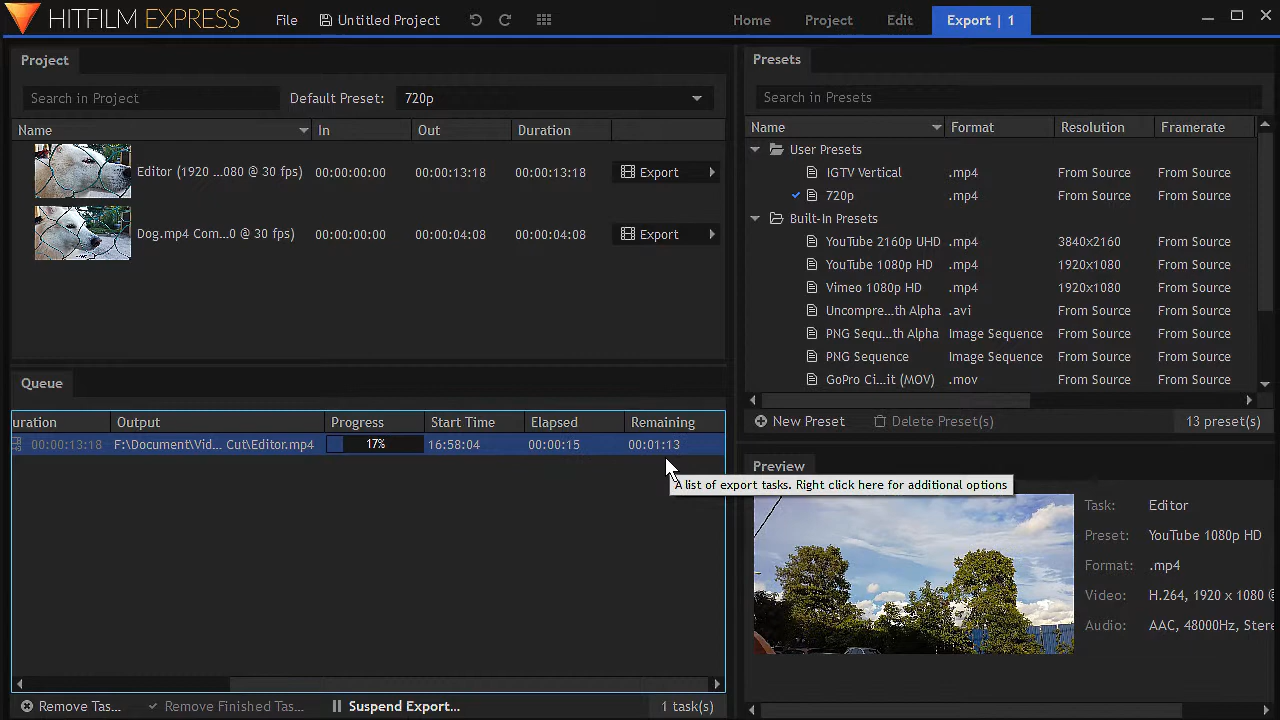 HITFILM EXPRESS File Untitled Project Home Project Edit Export | 1
Project
Search in Project Default Preset: 720p
Name In Out Duration
Editor (1920 ...080 @ 30 fps) 00:00:00:00 00:00:13:18 00:00:13:18 Export
Dog.mp4 Com...0 @ 30 fps) 00:00:00:00 00:00:04:08 00:00:04:08 Export
Presets
Search in Presets
Name Format Resolution Framerate
User Presets
IGTV Vertical .mp4 From Source From Source
720p .mp4 From Source From Source
Built-In Presets
YouTube 2160p UHD .mp4 3840x2160 From Source
YouTube 1080p HD .mp4 1920x1080 From Source
Vimeo 1080p HD .mp4 1920x1080 From Source
Uncompre...th Alpha .avi From Source From Source
PNG Sequ...th Alpha Image Sequence From Source From Source
PNG Sequence Image Sequence From Source From Source
GoPro Ci...it (MOV) .mov From Source From Source
New Preset Delete Preset(s) 13 preset(s)
Queue
uration Output Progress Start Time Elapsed Remaining
00:00:13:18 F:\Document\Vid... Cut\Editor.mp4 17% 16:58:04 00:00:15 00:01:13
A list of export tasks. Right click here for additional options
Remove Tas... Remove Finished Tas... Suspend Export... 1 task(s)
Preview
Task: Editor
Preset: YouTube 1080p HD
Format: .mp4
Video: H.264, 1920 x 1080 @
Audio: AAC, 48000Hz, Stere